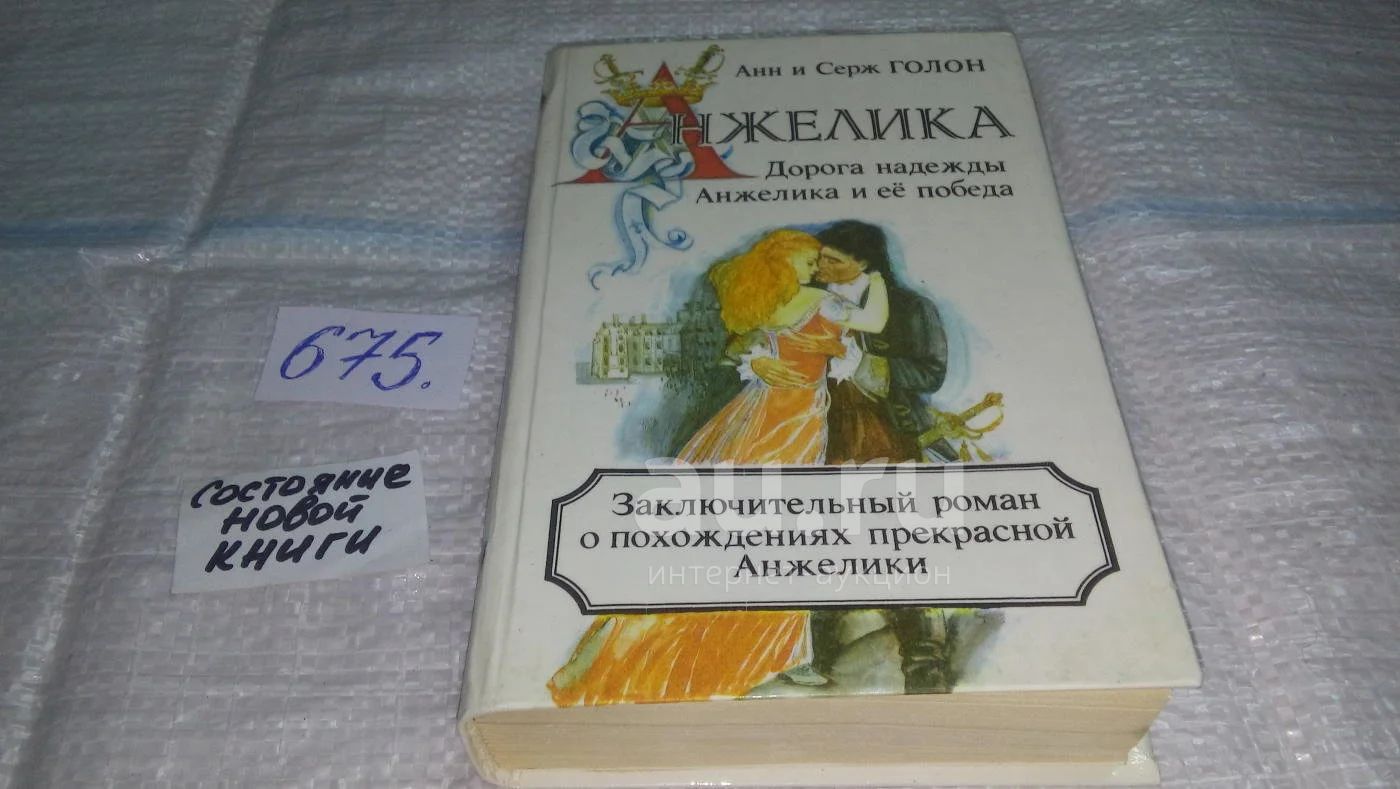 Анн и Серж ГОЛОН
АНЖЕЛИКА
Дорога надежды
Анжелика и её победа
675.
состояние
новой
книги
au.ru
Заключительный роман
о похождениях прекрасной
Анжелики
интернет аукцион